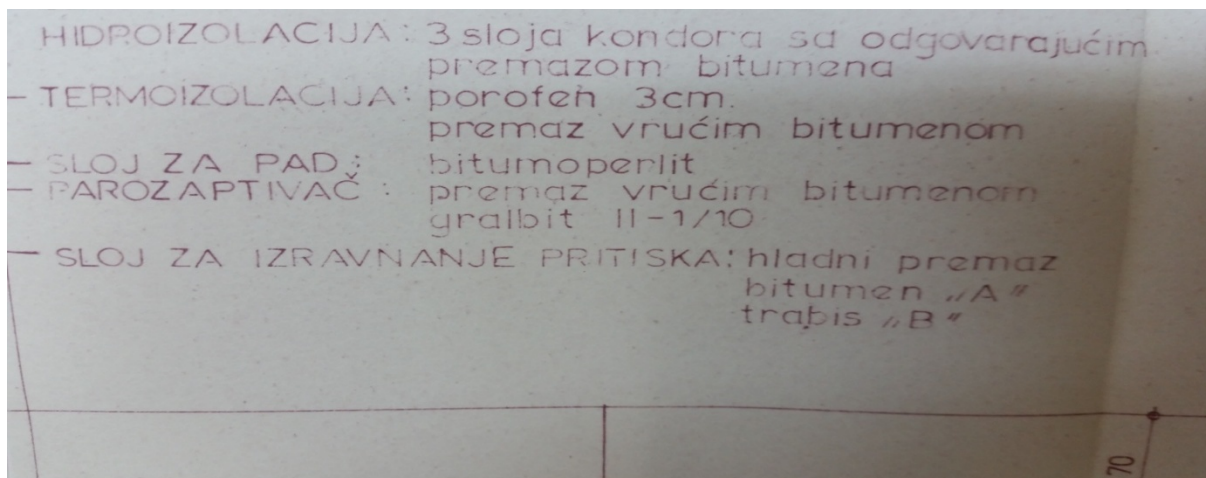 HIDROIZOLACIJA: 3 sloja kondora sa odgovarajućim
premazom bitumena
- TERMOIZOLACIJA: porofen 3cm.
premaz vrućim bitumenom
- SLOJ ZA PAD: bitumoperlit
- PAROZAPTIVAČ: premaz vrućim bitumenom
gralbit II-1/10
- SLOJ ZA IZRAVNANJE PRITISKA: hladni premaz
bitumen „A"
trabis „B"
70